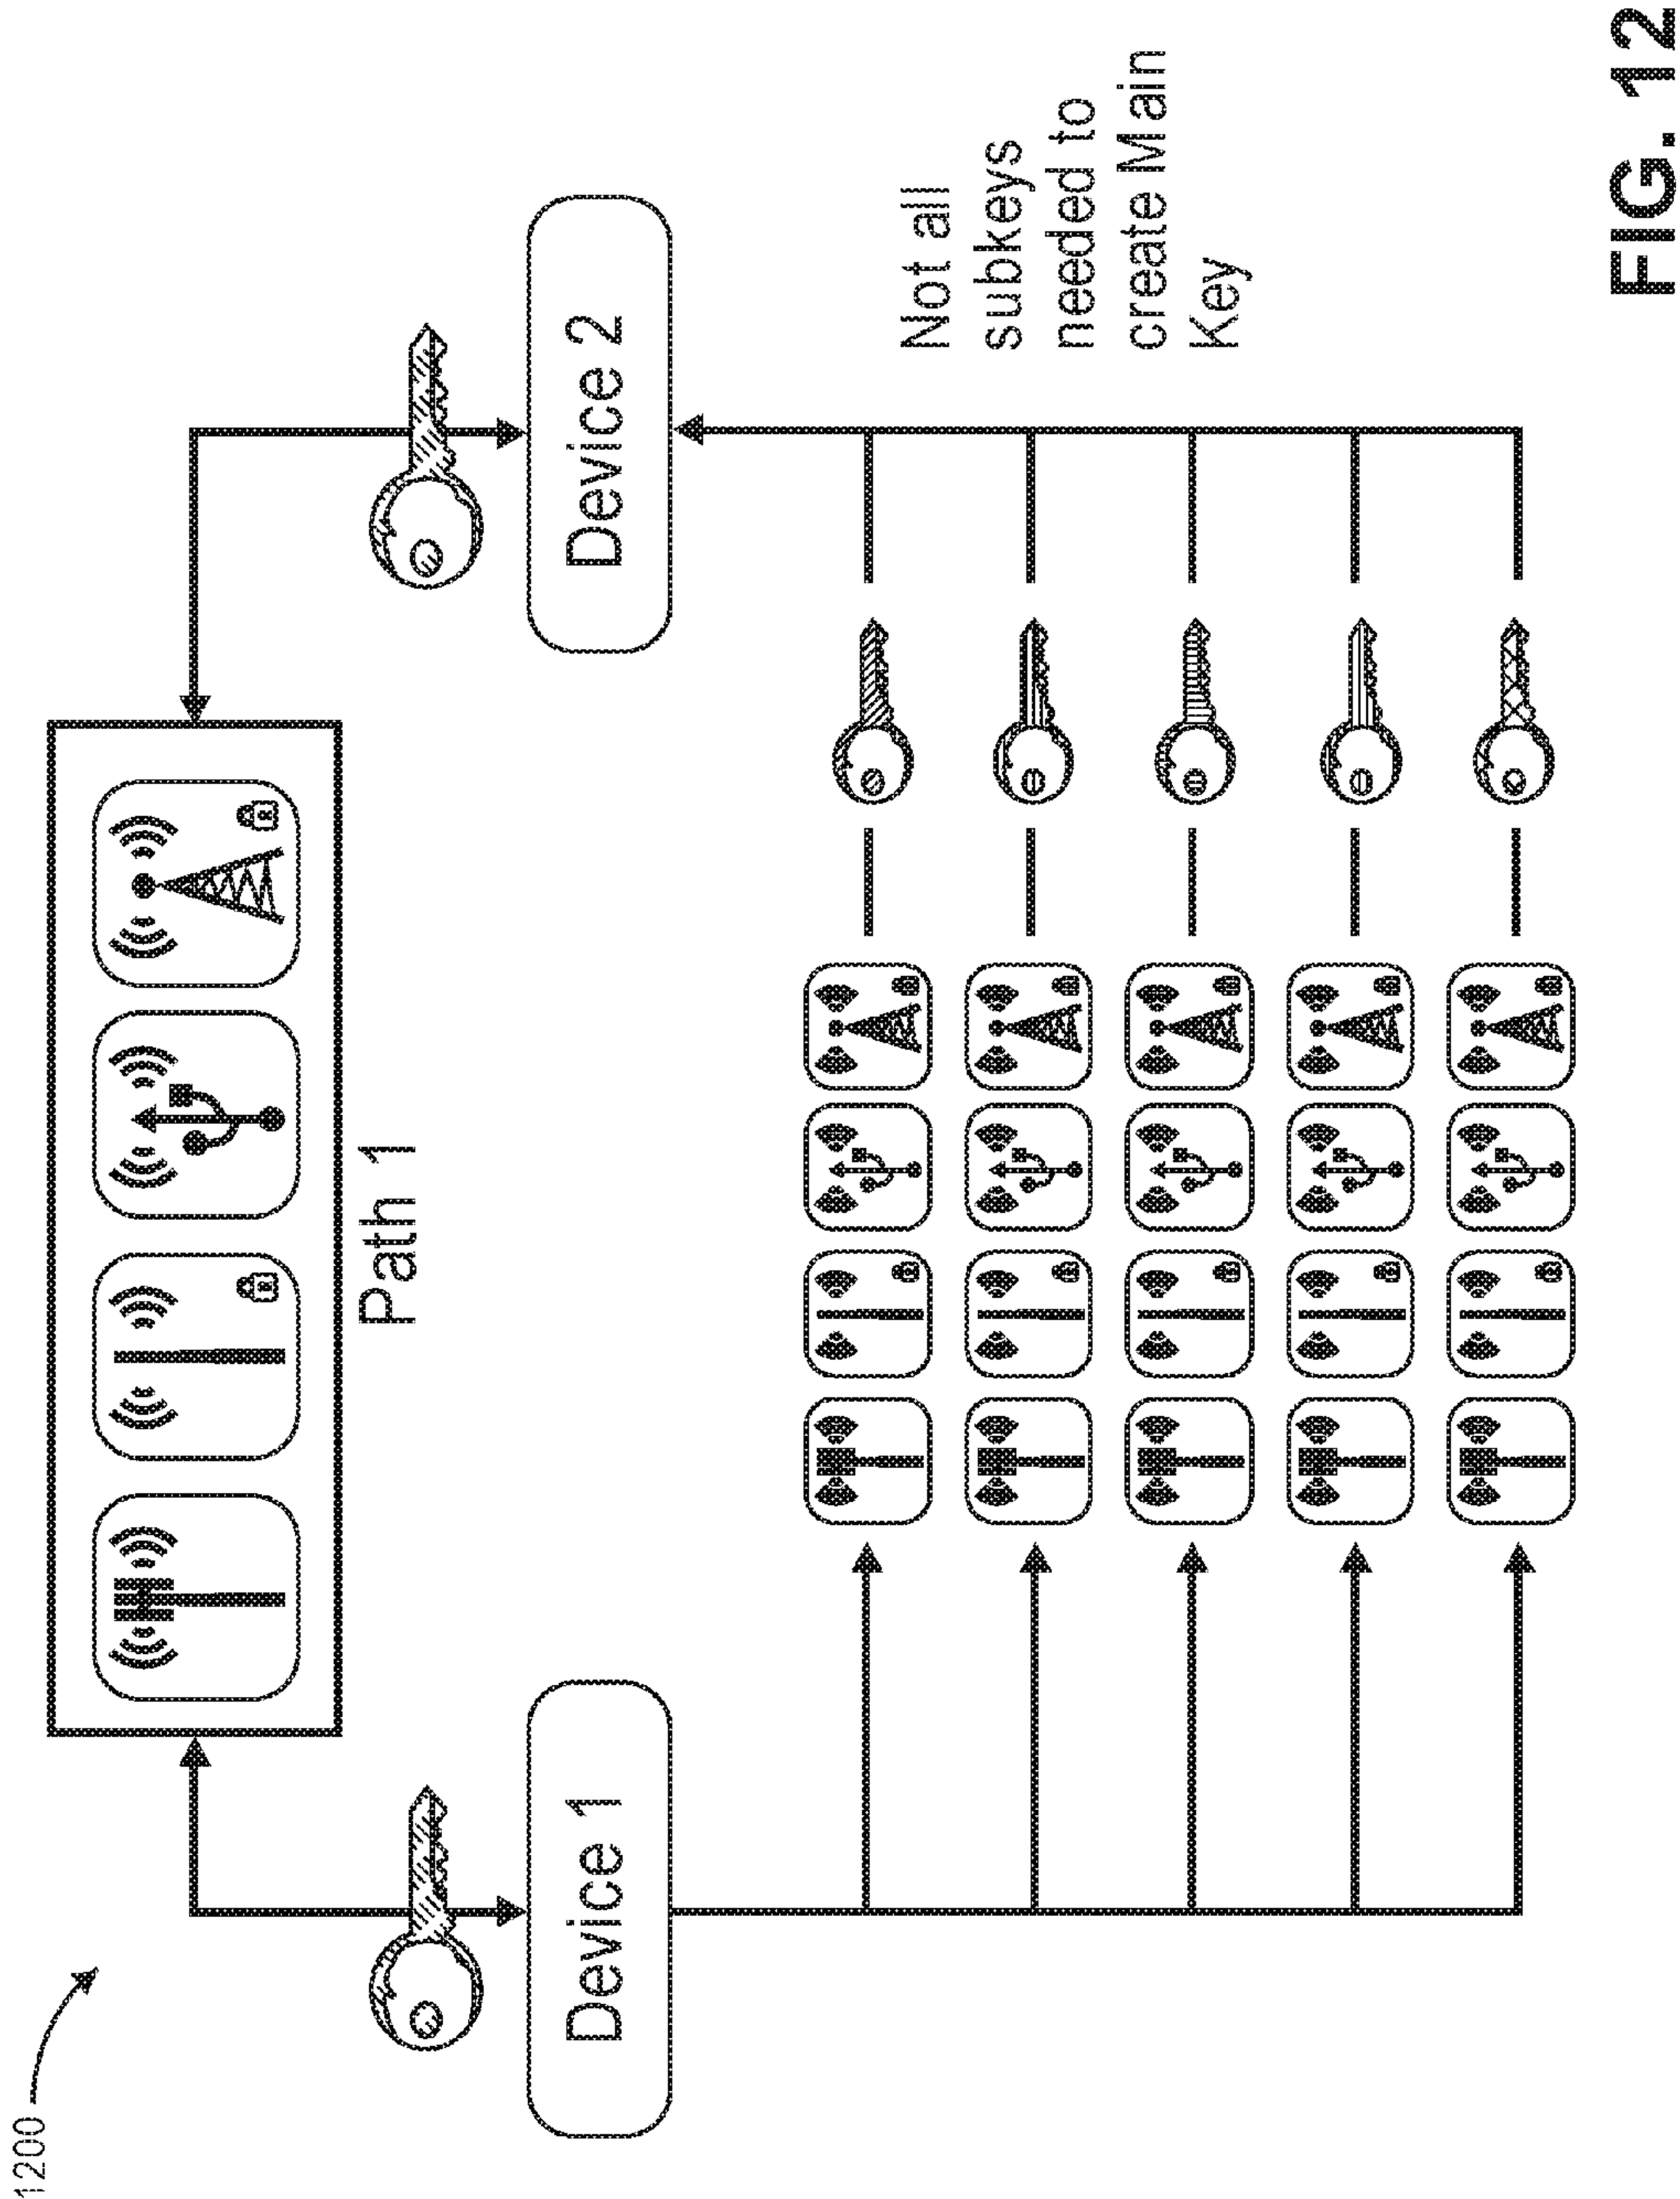 1200
Path 1
Device 1
Device 2
Not all
subkeys
needed to
create Main
Key
FIG. 12